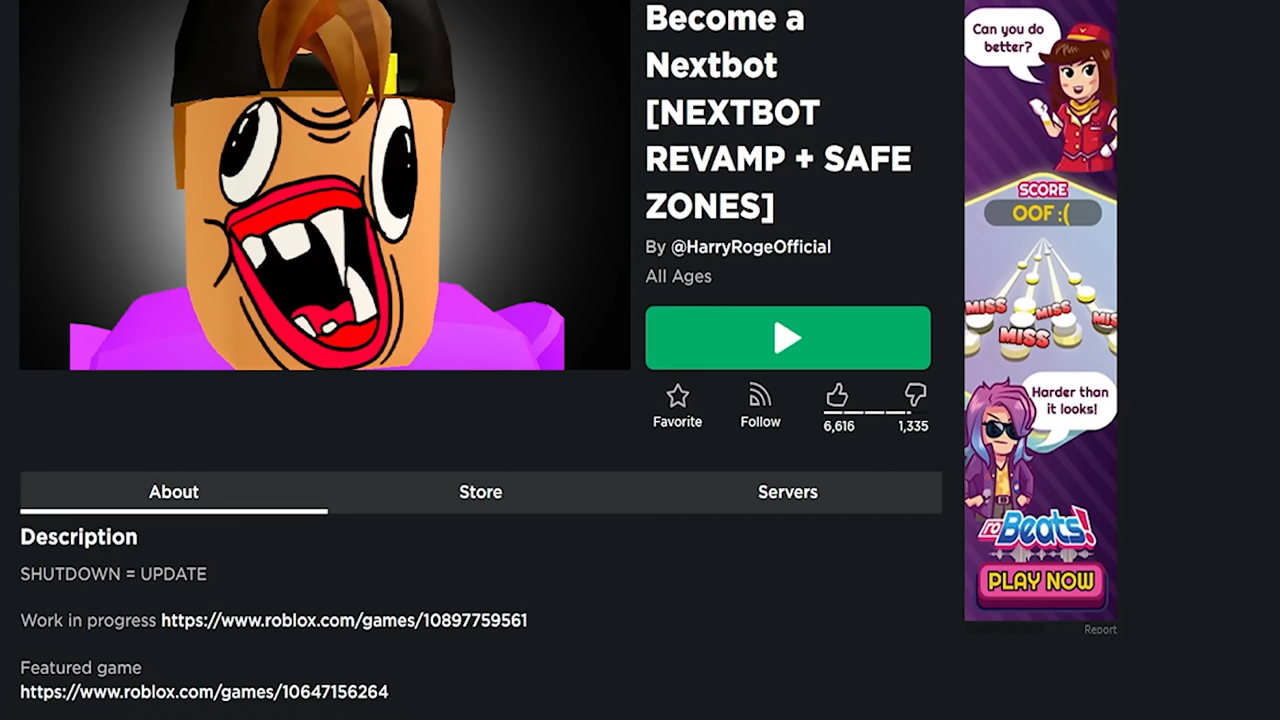 Become a
Nextbot
[NEXTBOT
REVAMP + SAFE
ZONES]
By @HarryRogeOfficial
All Ages
Favorite
Follow
6,616
1,335
About
Store
Servers
Description
SHUTDOWN = UPDATE
Work in progress https://www.roblox.com/games/10897759561
Featured game
https://www.roblox.com/games/10647156264
Can you do
better?
SCORE
OOF :(
MISS
MISS
MIS
MISS
Harder than
it looks!
roBeats!
PLAY NOW
Report